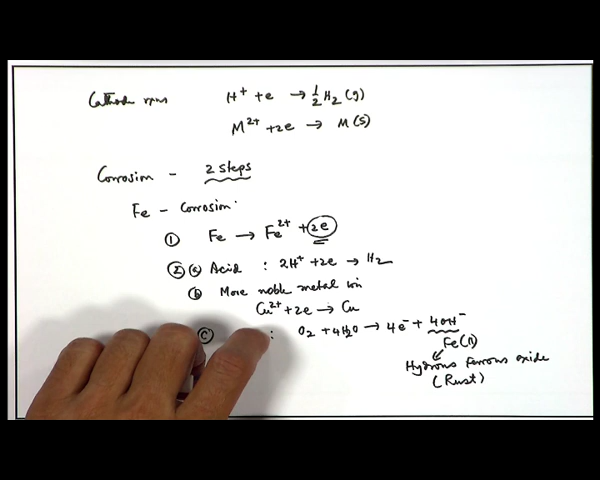 Cathode rxns H⁺ + e → ½ H₂ (g)
M²⁺ + 2e → M (s)
Corrosion - 2 steps
Fe - Corrosion.
① Fe → Fe²⁺ + 2e
② (a) Acid : 2H⁺ + 2e → H₂
(b) More noble metal ion
Cu²⁺ + 2e → Cu
(c) : O₂ + 4H₂O → 4e⁻ + 4OH⁻
Fe(II)
Hydrous ferrous oxide
(Rust)